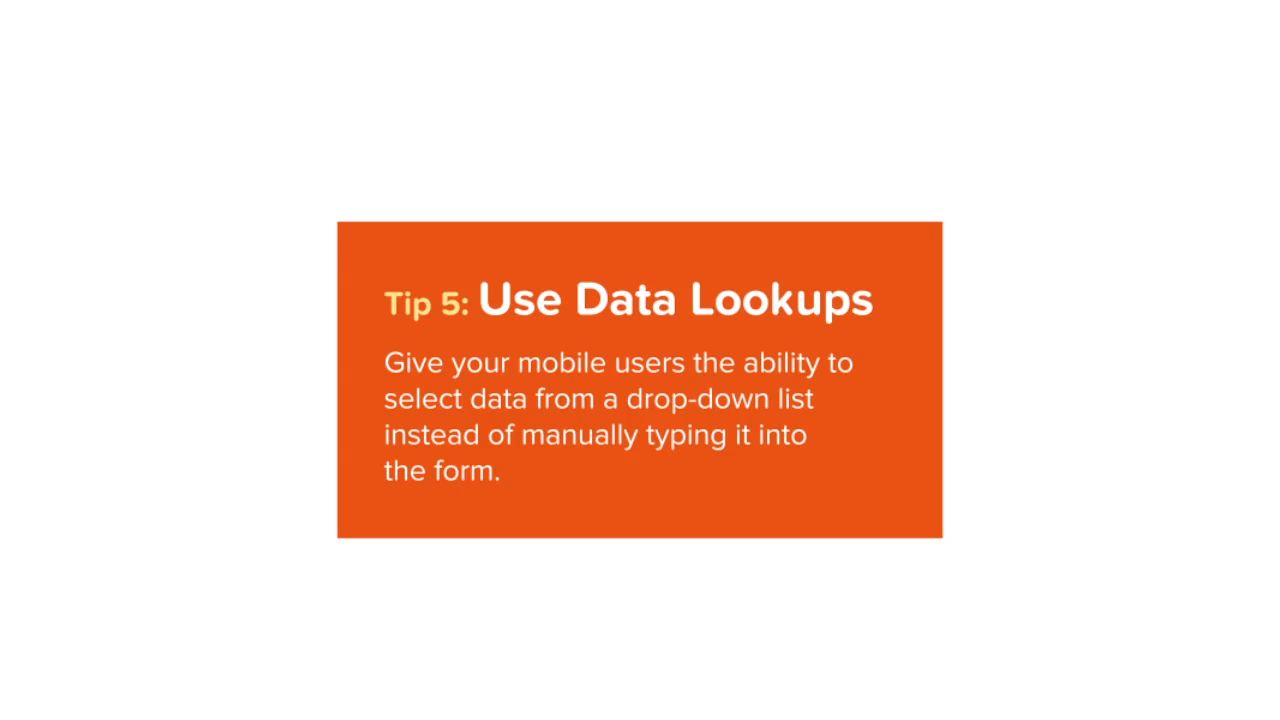 Tip 5: Use Data Lookups
Give your mobile users the ability to
select data from a drop-down list
instead of manually typing it into
the form.